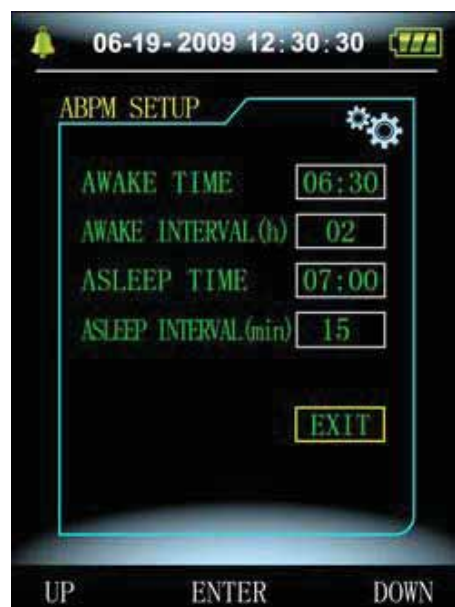 06-19-2009 12:30:30
ABPM SETUP
AWAKE TIME 06:30
AWAKE INTERVAL(h) 02
ASLEEP TIME 07:00
ASLEEP INTERVAL(min) 15
EXIT
UP ENTER DOWN